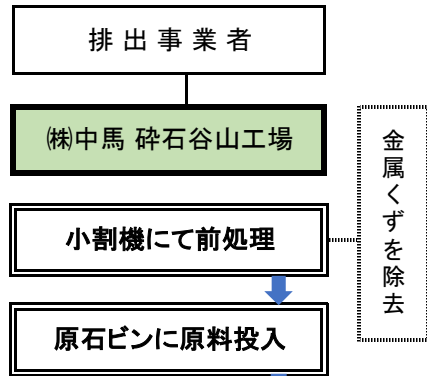 排出事業者
㈱中馬 砕石谷山工場
小割機にて前処理
原石ビンに原料投入
金属くずを除去